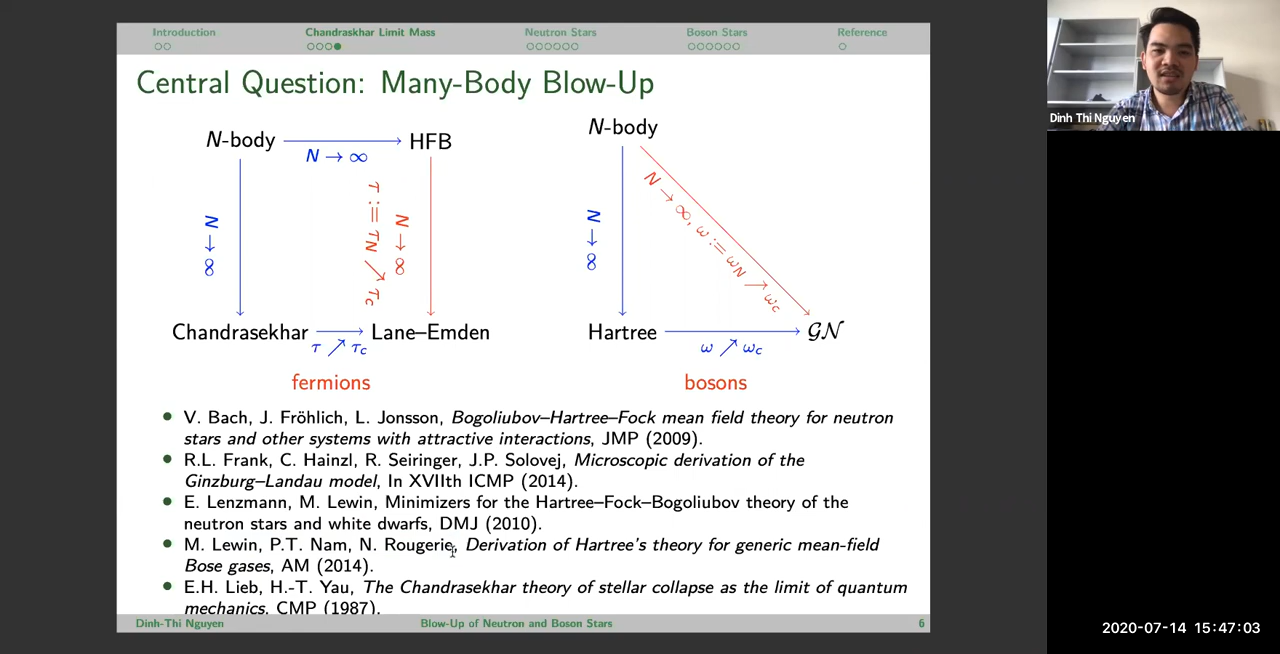 Introduction Chandraskhar Limit Mass Neutron Stars Boson Stars Reference
Central Question: Many-Body Blow-Up
N-body N → ∞ HFB
N → ∞
τ := τ_N ↗ τ_c
N → ∞
Chandrasekhar τ ↗ τ_c Lane–Emden
fermions
N-body
N → ∞
N → ∞, ω := ω_N ↗ ω_c
Hartree ω ↗ ω_c 𝒢𝒩
bosons
• V. Bach, J. Fröhlich, L. Jonsson, Bogoliubov–Hartree–Fock mean field theory for neutron
stars and other systems with attractive interactions, JMP (2009).
• R.L. Frank, C. Hainzl, R. Seiringer, J.P. Solovej, Microscopic derivation of the
Ginzburg–Landau model, In XVIIth ICMP (2014).
• E. Lenzmann, M. Lewin, Minimizers for the Hartree–Fock–Bogoliubov theory of the
neutron stars and white dwarfs, DMJ (2010).
• M. Lewin, P.T. Nam, N. Rougerie, Derivation of Hartree's theory for generic mean-field
Bose gases, AM (2014).
• E.H. Lieb, H.-T. Yau, The Chandrasekhar theory of stellar collapse as the limit of quantum
mechanics, CMP (1987).
Dinh-Thi Nguyen Blow-Up of Neutron and Boson Stars 6
Dinh Thi Nguyen
2020-07-14 15:47:03